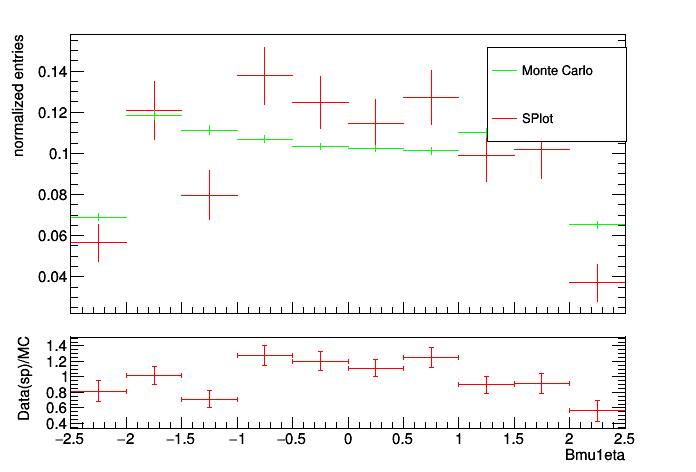 normalized entries
0.14
0.12
0.1
0.08
0.06
0.04
Monte Carlo
SPlot
Data(sp)/MC
1.4
1.2
1
0.8
0.6
0.4
−2.5 −2 −1.5 −1 −0.5 0 0.5 1 1.5 2 2.5
Bmu1eta